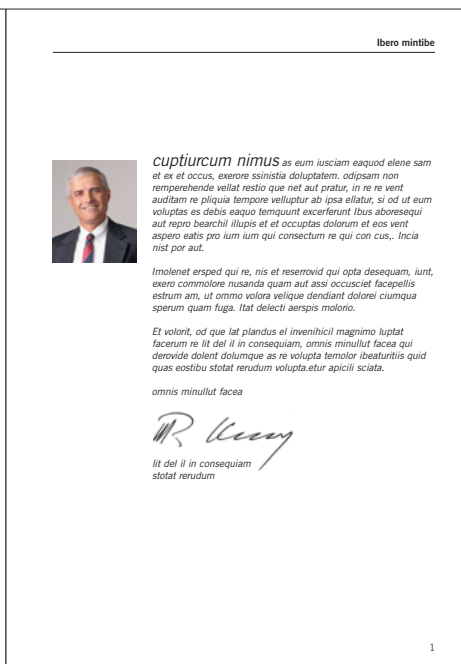 Ibero mintibe
cuptiurcum nimus as eum iusciam eaquod elene sam
et ex et occus, exerore ssinistia doluptatem. odipsam non
remperehende vellat restio que net aut pratur, in re re vent
auditam re pliquia tempore velluptur ab ipsa ellatur, si od ut eum
voluptas es debis eaquo temquunt excerferunt Ibus aboresequi
aut repro bearchil illupis et et occuptas dolorum et eos vent
aspero eatis pro ium ium qui consectum re qui con cus,. Incia
nist por aut.
Imolenet ersped qui re, nis et reserrovid qui opta desequam, iunt,
exero commolore nusanda quam aut assi occusciet facepellis
estrum am, ut ommo volora velique dendiant dolorei ciumqua
sperum quam fuga. Itat delecti aerspis molorio.
Et volorit, od que lat plandus el invenihicil magnimo luptat
facerum re lit del il in consequiam, omnis minullut facea qui
derovide dolent dolumque as re volupta temolor ibeaturitiis quid
quas eostibu stotat rerudum volupta.etur apicili sciata.
omnis minullut facea
lit del il in consequiam
stotat rerudum
1